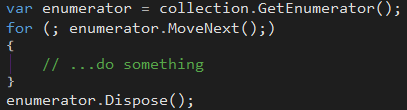 var enumerator = collection.GetEnumerator();
for (; enumerator.MoveNext();)
{
    // ...do something
}
enumerator.Dispose();